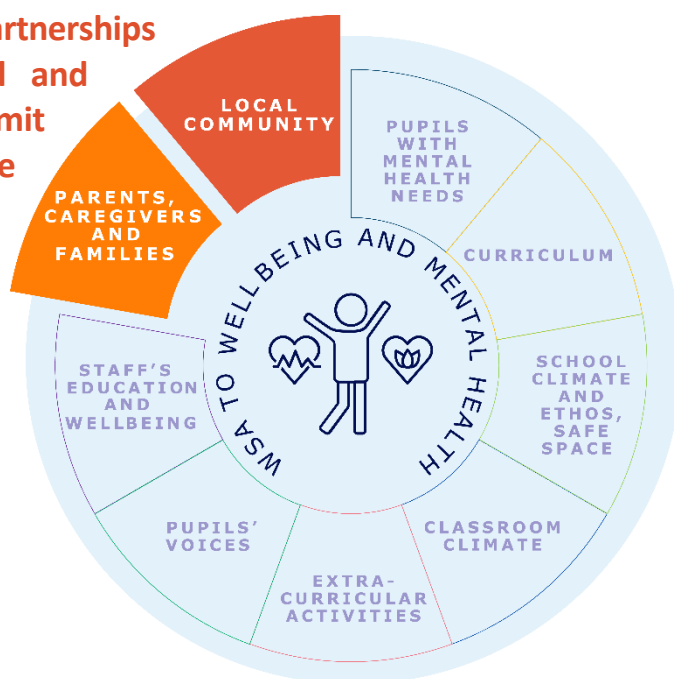 artnerships
l and
mit
e
LOCAL
COMMUNITY
PARENTS,
CAREGIVERS
AND
FAMILIES
PUPILS
WITH
MENTAL
HEALTH
NEEDS
CURRICULUM
SCHOOL
CLIMATE
AND
ETHOS,
SAFE
SPACE
CLASSROOM
CLIMATE
EXTRA-
CURRICULAR
ACTIVITIES
PUPILS'
VOICES
STAFF'S
EDUCATION
AND
WELLBEING
WSA TO WELLBEING AND MENTAL HEALTH